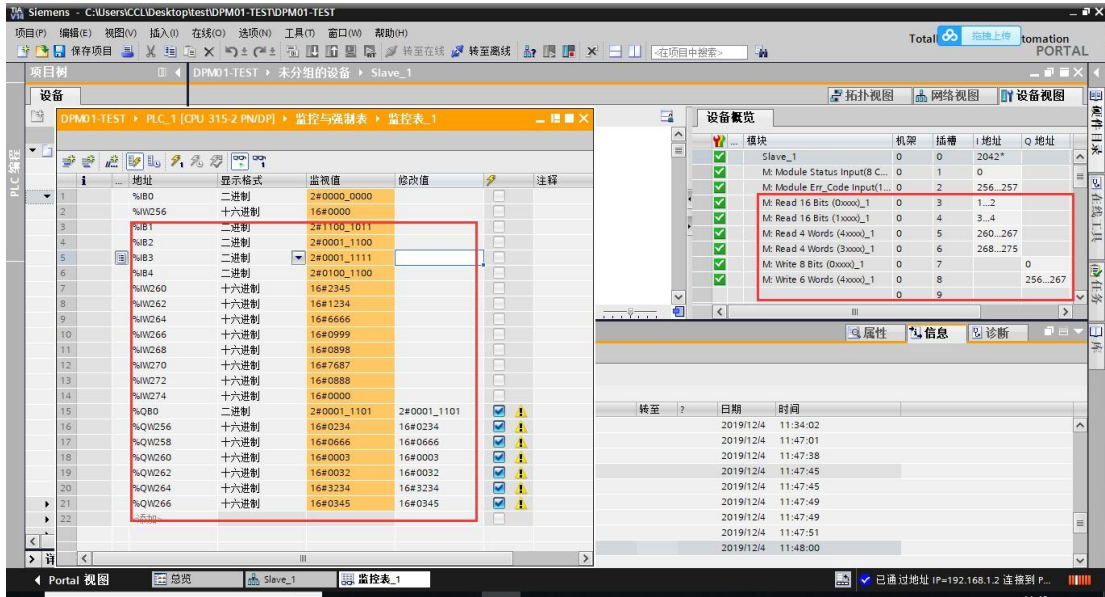 Siemens - C:\Users\CCL\Desktop\test\DPM01-TEST\DPM01-TEST
项目(P) 编辑(E) 视图(V) 插入(I) 在线(O) 选项(N) 工具(T) 窗口(W) 帮助(H)
保存项目 转至在线 转至离线 <在项目中搜索>
拖拽上传 tomation
PORTAL
项目树 DPM01-TEST 未分组的设备 Slave_1
设备 拓扑视图 网络视图 设备视图
硬件目录
在线工具
任务
库
PLC 编程
DPM01-TEST PLC_1 [CPU 315-2 PN/DP] 监控与强制表 监控表_1
i ... 地址 显示格式 监视值 修改值 注释
1 %IB0 二进制 2#0000_0000
2 %IW256 十六进制 16#0000
3 %IB1 二进制 2#1100_1011
4 %IB2 二进制 2#0001_1100
5 %IB3 二进制 2#0001_1111
6 %IB4 二进制 2#0100_1100
7 %IW260 十六进制 16#2345
8 %IW262 十六进制 16#1234
9 %IW264 十六进制 16#6666
10 %IW266 十六进制 16#0999
11 %IW268 十六进制 16#0898
12 %IW270 十六进制 16#7687
13 %IW272 十六进制 16#0888
14 %IW274 十六进制 16#0000
15 %QB0 二进制 2#0001_1101 2#0001_1101
16 %QW256 十六进制 16#0234 16#0234
17 %QW258 十六进制 16#0666 16#0666
18 %QW260 十六进制 16#0003 16#0003
19 %QW262 十六进制 16#0032 16#0032
20 %QW264 十六进制 16#3234 16#3234
21 %QW266 十六进制 16#0345 16#0345
22 <添加>
设备概览
... 模块 机架 插槽 I 地址 Q 地址
Slave_1 0 0 2042*
M: Module Status Input(8 C... 0 1 0
M: Module Err_Code Input(1... 0 2 256...257
M: Read 16 Bits (0xxxx)_1 0 3 1...2
M: Read 16 Bits (1xxxx)_1 0 4 3...4
M: Read 4 Words (4xxxx)_1 0 5 260...267
M: Read 4 Words (3xxxx)_1 0 6 268...275
M: Write 8 Bits (0xxxx)_1 0 7 0
M: Write 6 Words (4xxxx)_1 0 8 256...267
0 9
属性 信息 诊断
转至 ? 日期 时间
2019/12/4 11:34:02
2019/12/4 11:47:01
2019/12/4 11:47:38
2019/12/4 11:47:45
2019/12/4 11:47:45
2019/12/4 11:47:49
2019/12/4 11:47:49
2019/12/4 11:47:51
2019/12/4 11:48:00
Portal 视图 总览 Slave_1 监控表_1 已通过地址 IP=192.168.1.2 连接到 P...